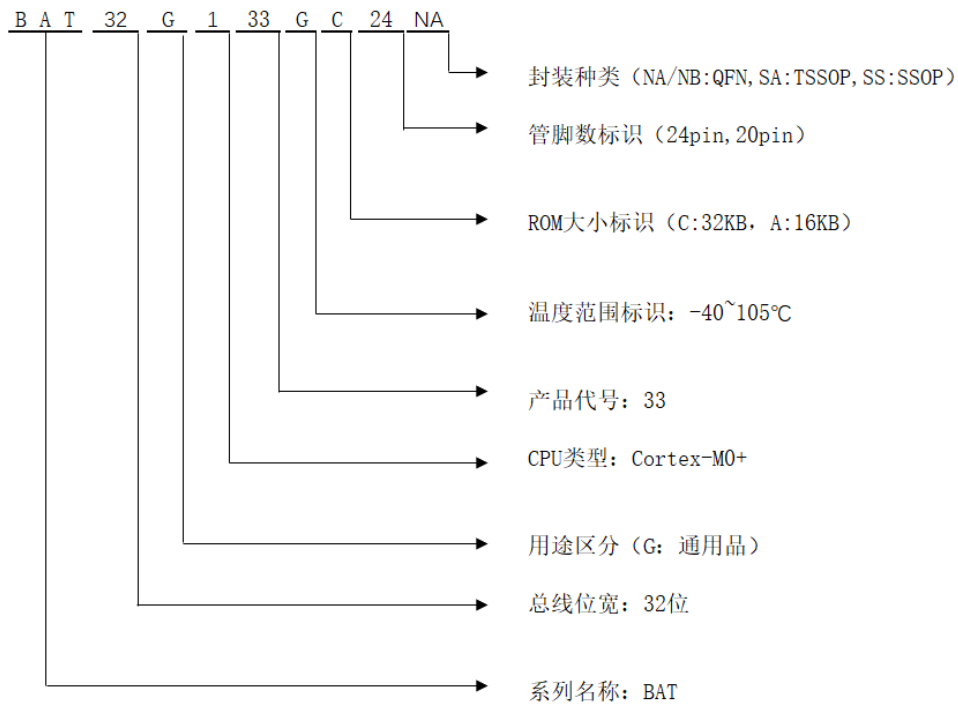 BAT 32 G 1 33 G C 24 NA
封装种类（NA/NB:QFN,SA:TSSOP,SS:SSOP）
管脚数标识（24pin,20pin）
ROM大小标识（C:32KB，A:16KB）
温度范围标识：-40~105℃
产品代号：33
CPU类型：Cortex-M0+
用途区分（G：通用品）
总线位宽：32位
系列名称：BAT